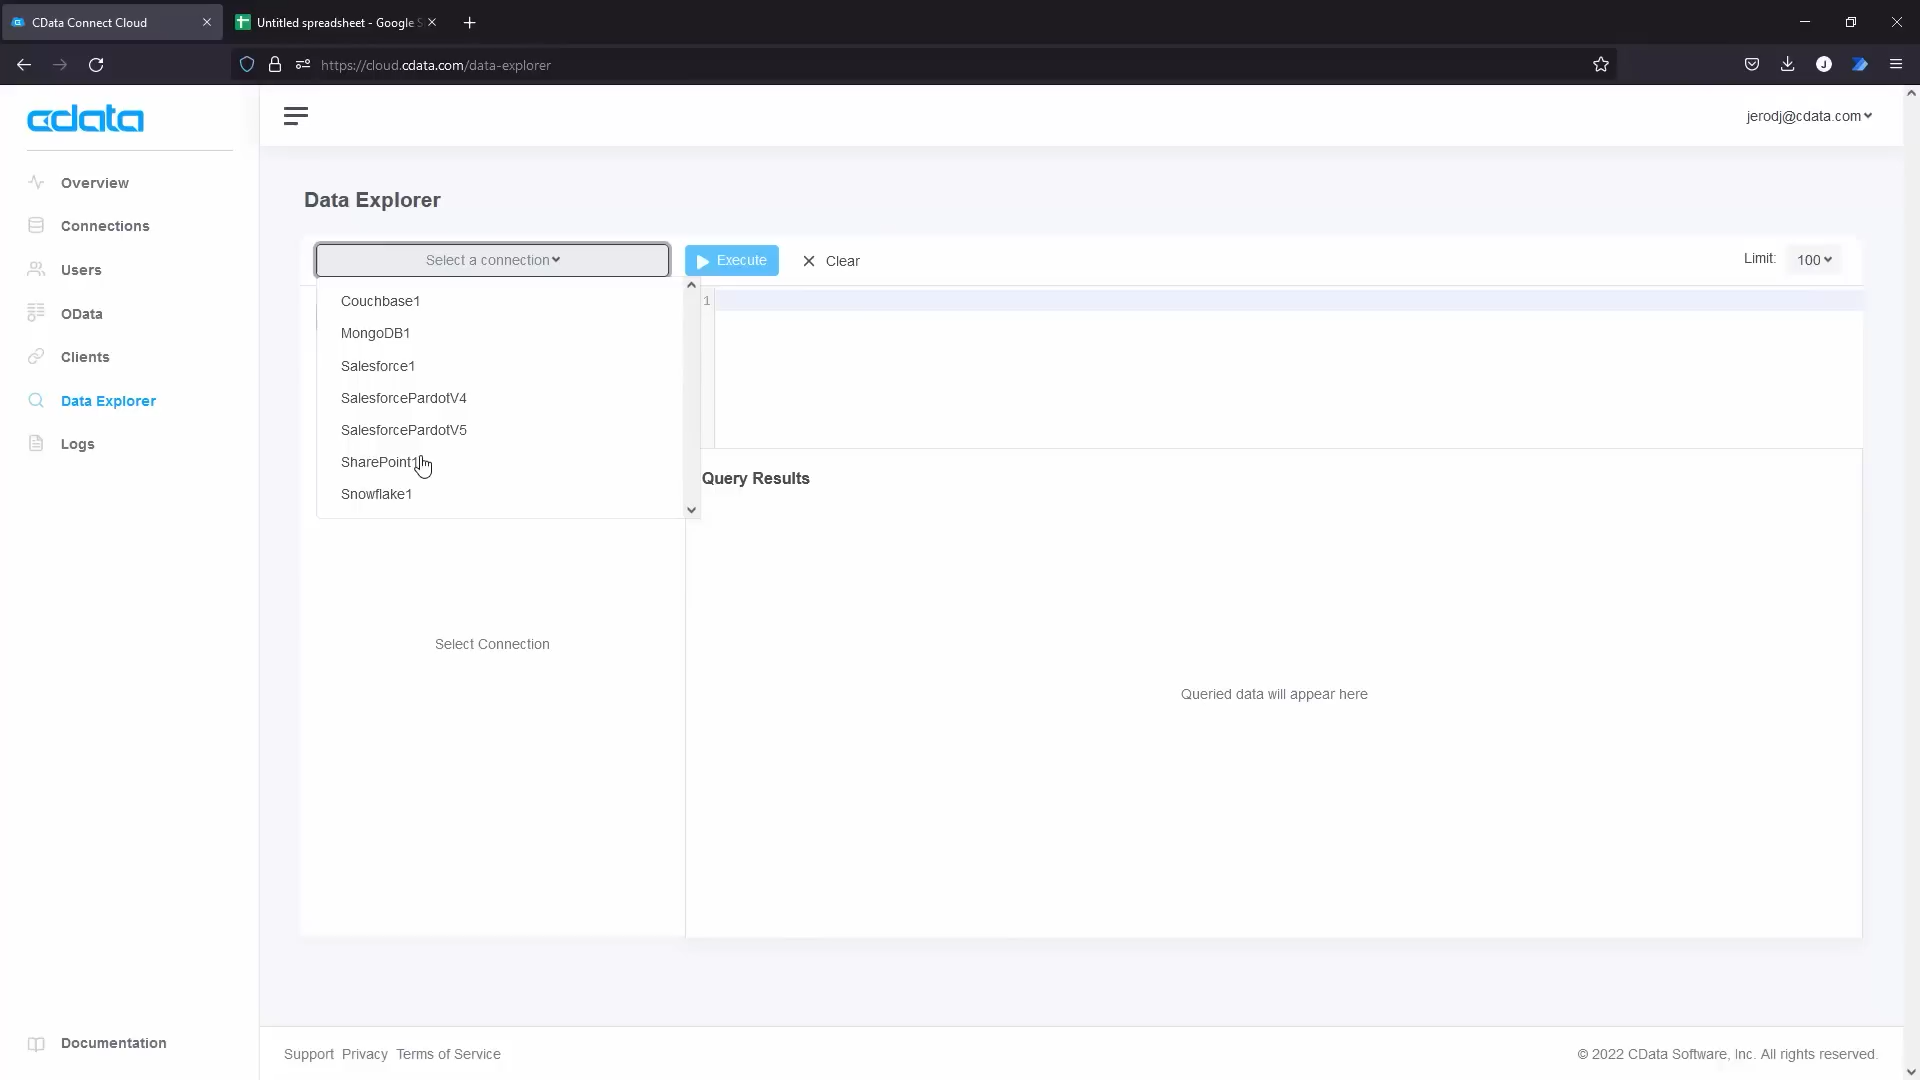 CData Connect Cloud
Untitled spreadsheet - Google S
https://cloud.cdata.com/data-explorer
cdata
jerodj@cdata.com
Overview
Connections
Users
OData
Clients
Data Explorer
Logs
Documentation
Data Explorer
Select a connection
Execute
Clear
Limit:
100
Couchbase1
MongoDB1
Salesforce1
SalesforcePardotV4
SalesforcePardotV5
SharePoint1
Snowflake1
1
Query Results
Select Connection
Queried data will appear here
Support Privacy Terms of Service
© 2022 CData Software, Inc. All rights reserved.